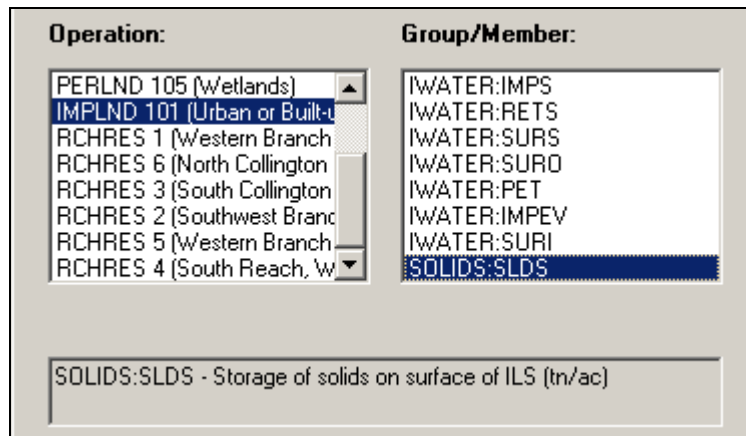 Operation:
PERLND 105 (Wetlands)
IMPLND 101 (Urban or Built-u
RCHRES 1 (Western Branch
RCHRES 6 (North Collington
RCHRES 3 (South Collington
RCHRES 2 (Southwest Branc
RCHRES 5 (Western Branch
RCHRES 4 (South Reach, W
Group/Member:
IWATER:IMPS
IWATER:RETS
IWATER:SURS
IWATER:SURO
IWATER:PET
IWATER:IMPEV
IWATER:SURI
SOLIDS:SLDS
SOLIDS:SLDS - Storage of solids on surface of ILS (tn/ac)